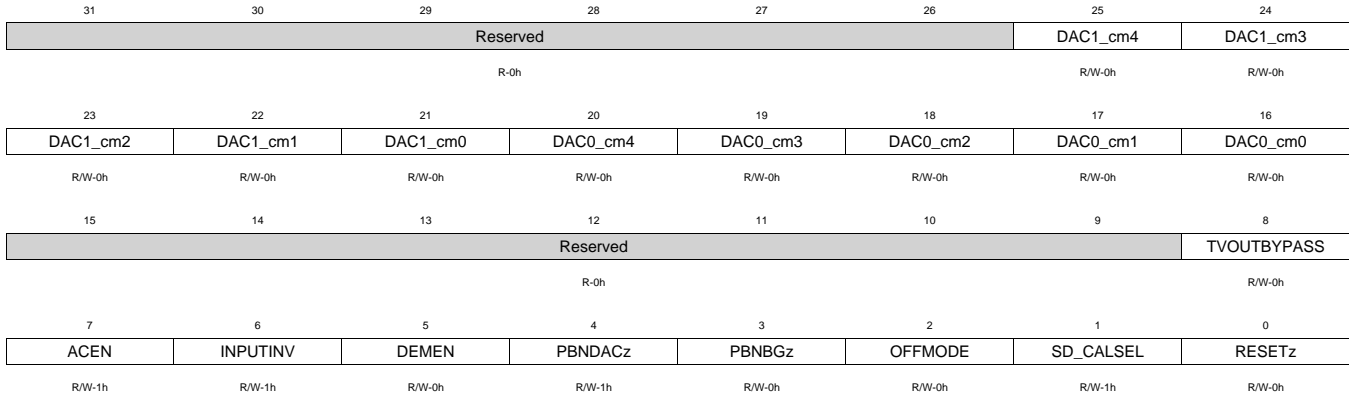 31 30 29 28 27 26 25 24
Reserved DAC1_cm4 DAC1_cm3
R-0h R/W-0h R/W-0h
23 22 21 20 19 18 17 16
DAC1_cm2 DAC1_cm1 DAC1_cm0 DAC0_cm4 DAC0_cm3 DAC0_cm2 DAC0_cm1 DAC0_cm0
R/W-0h R/W-0h R/W-0h R/W-0h R/W-0h R/W-0h R/W-0h R/W-0h
15 14 13 12 11 10 9 8
Reserved TVOUTBYPASS
R-0h R/W-0h
7 6 5 4 3 2 1 0
ACEN INPUTINV DEMEN PBNDACz PBNBGz OFFMODE SD_CALSEL RESETz
R/W-1h R/W-1h R/W-0h R/W-1h R/W-0h R/W-0h R/W-1h R/W-0h